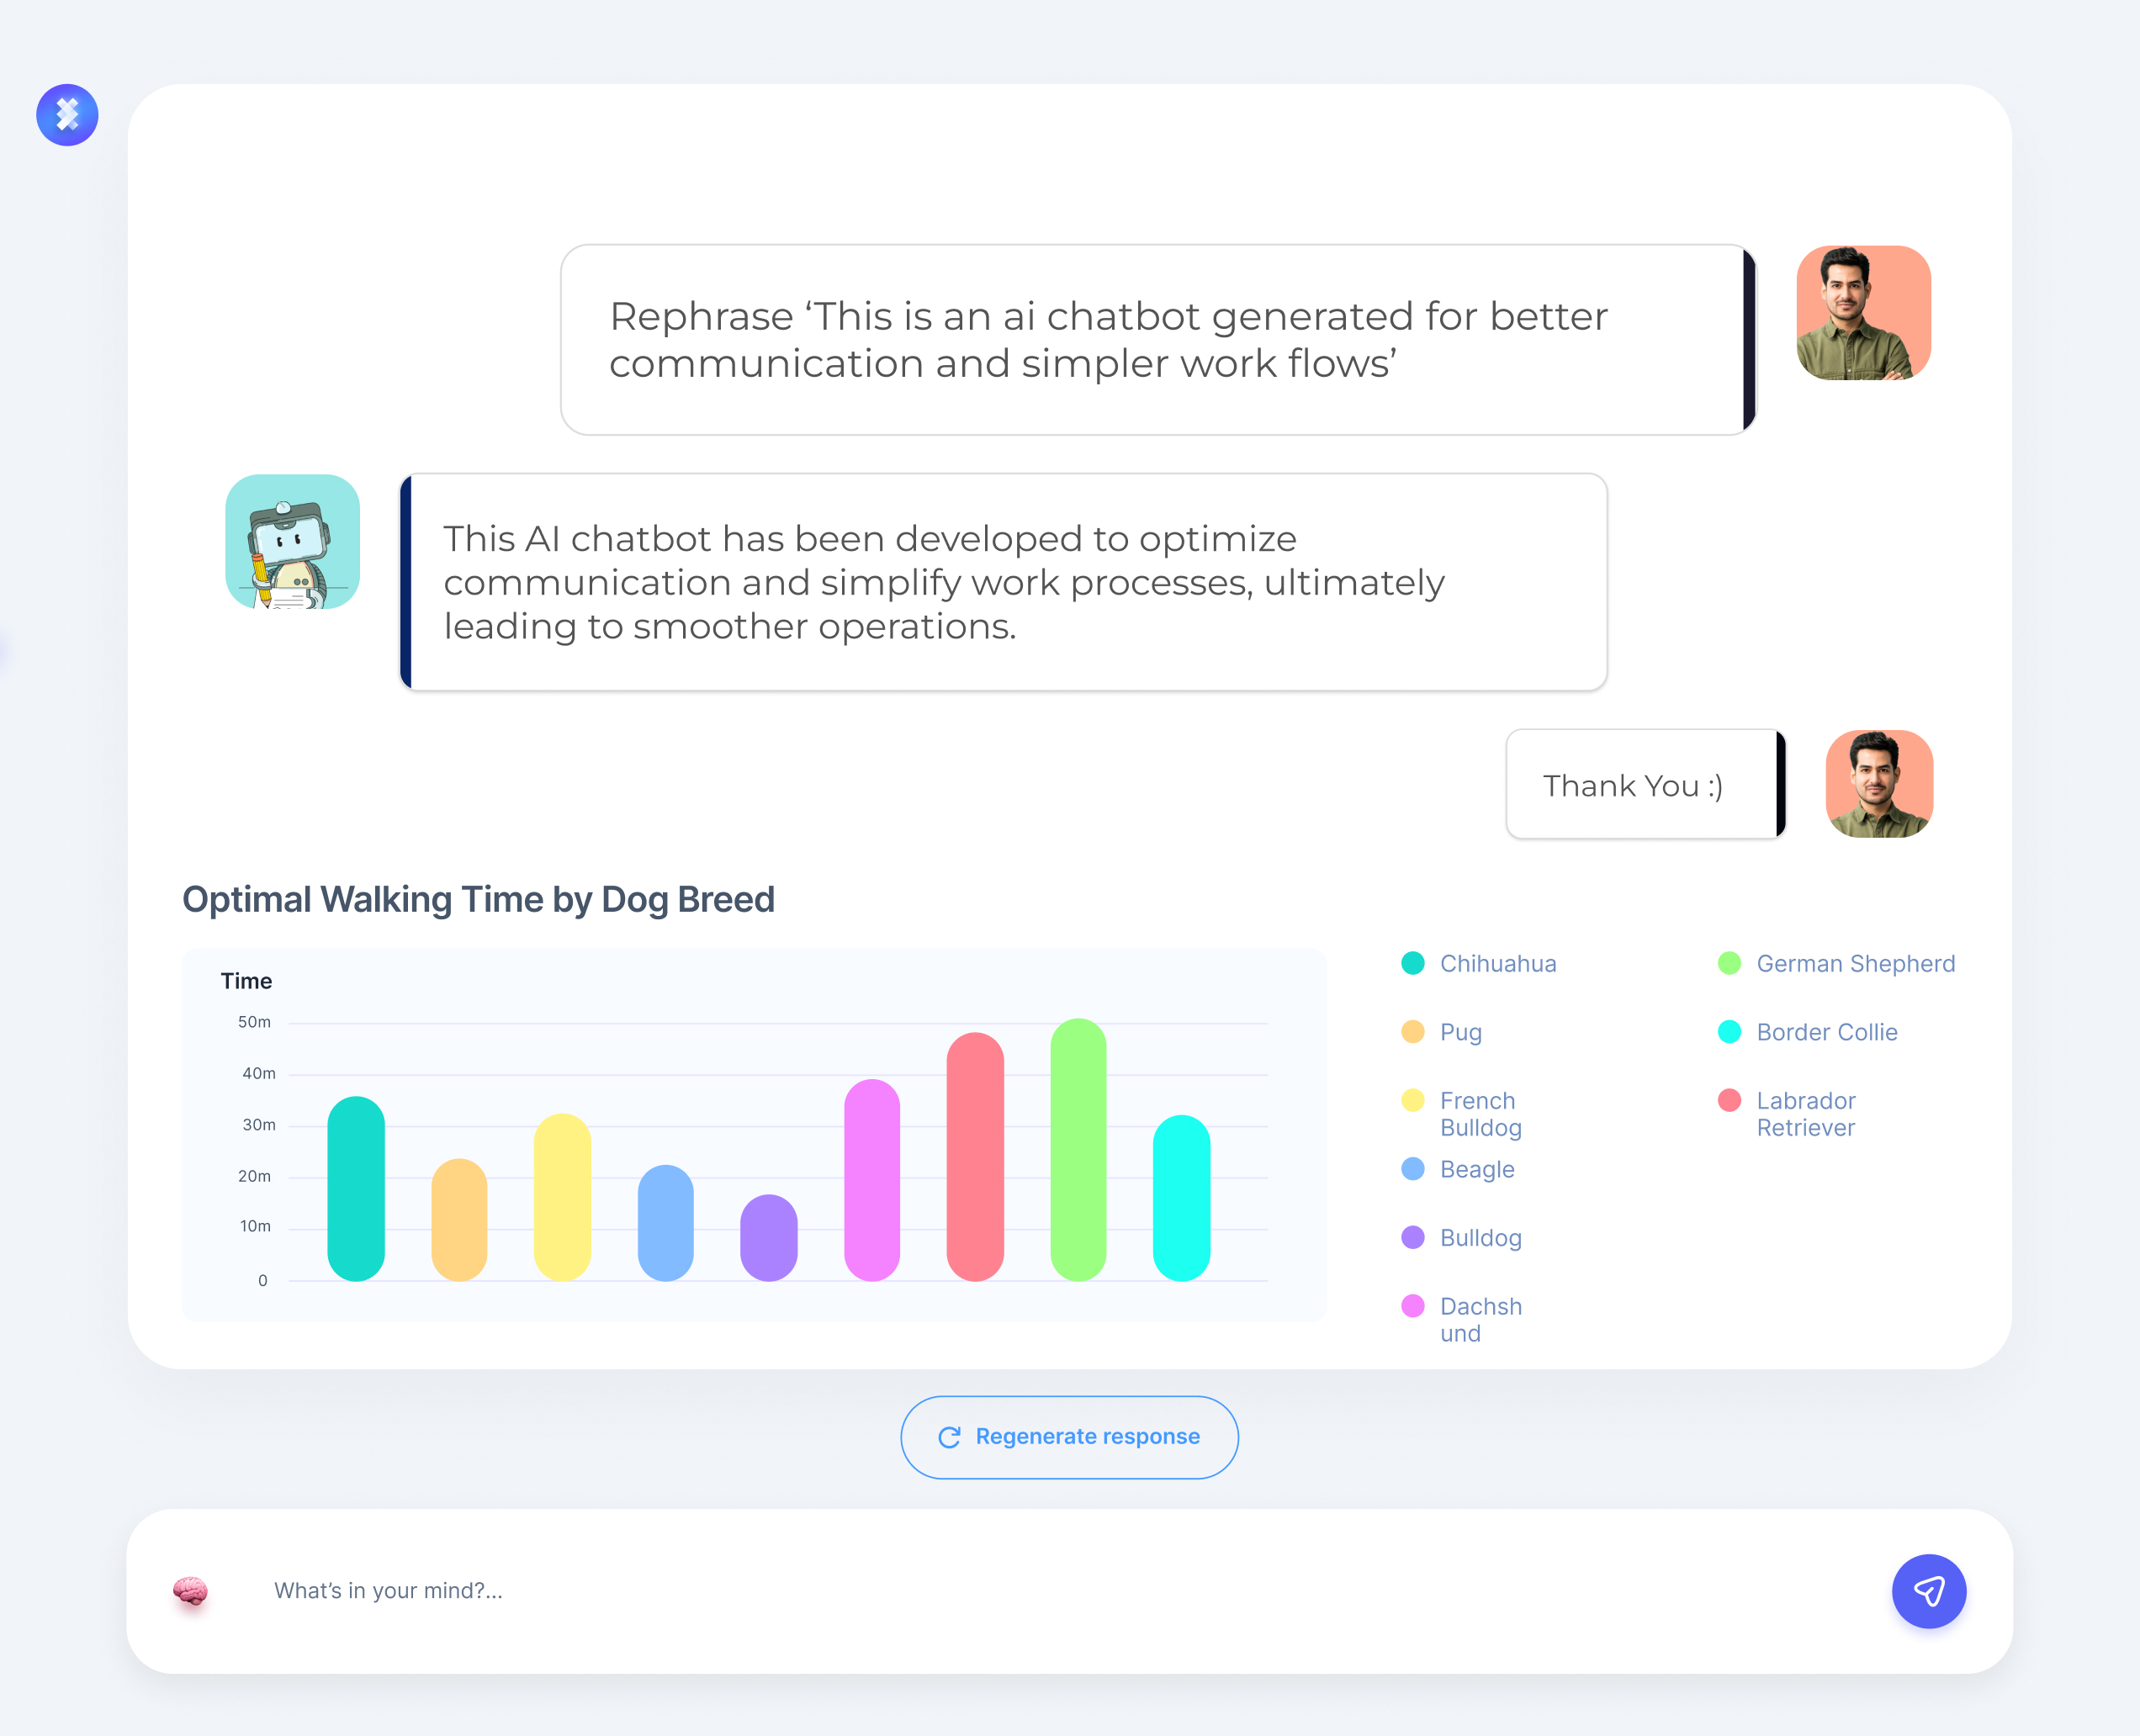 Rephrase ‘This is an ai chatbot generated for better
communication and simpler work flows’
This AI chatbot has been developed to optimize
communication and simplify work processes, ultimately
leading to smoother operations.
Thank You :)
Optimal Walking Time by Dog Breed
Time
50m
40m
30m
20m
10m
0
Chihuahua
Pug
French
Bulldog
Beagle
Bulldog
Dachsh
und
German Shepherd
Border Collie
Labrador
Retriever
Regenerate response
What’s in your mind?...